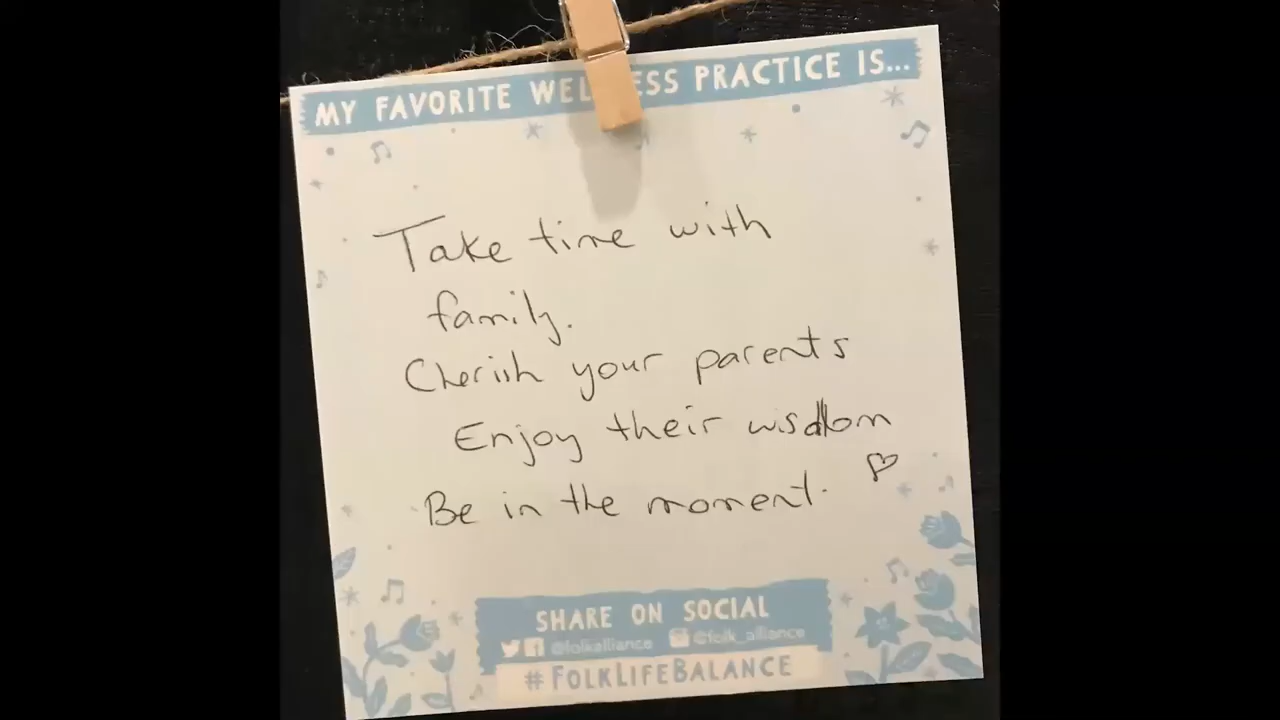 MY FAVORITE WELLNESS PRACTICE IS...
Take time with
family.
Cherish your parents
Enjoy their wisdom
Be in the moment. ♡
SHARE ON SOCIAL
@folkalliance @folk_alliance
#FOLKLIFEBALANCE